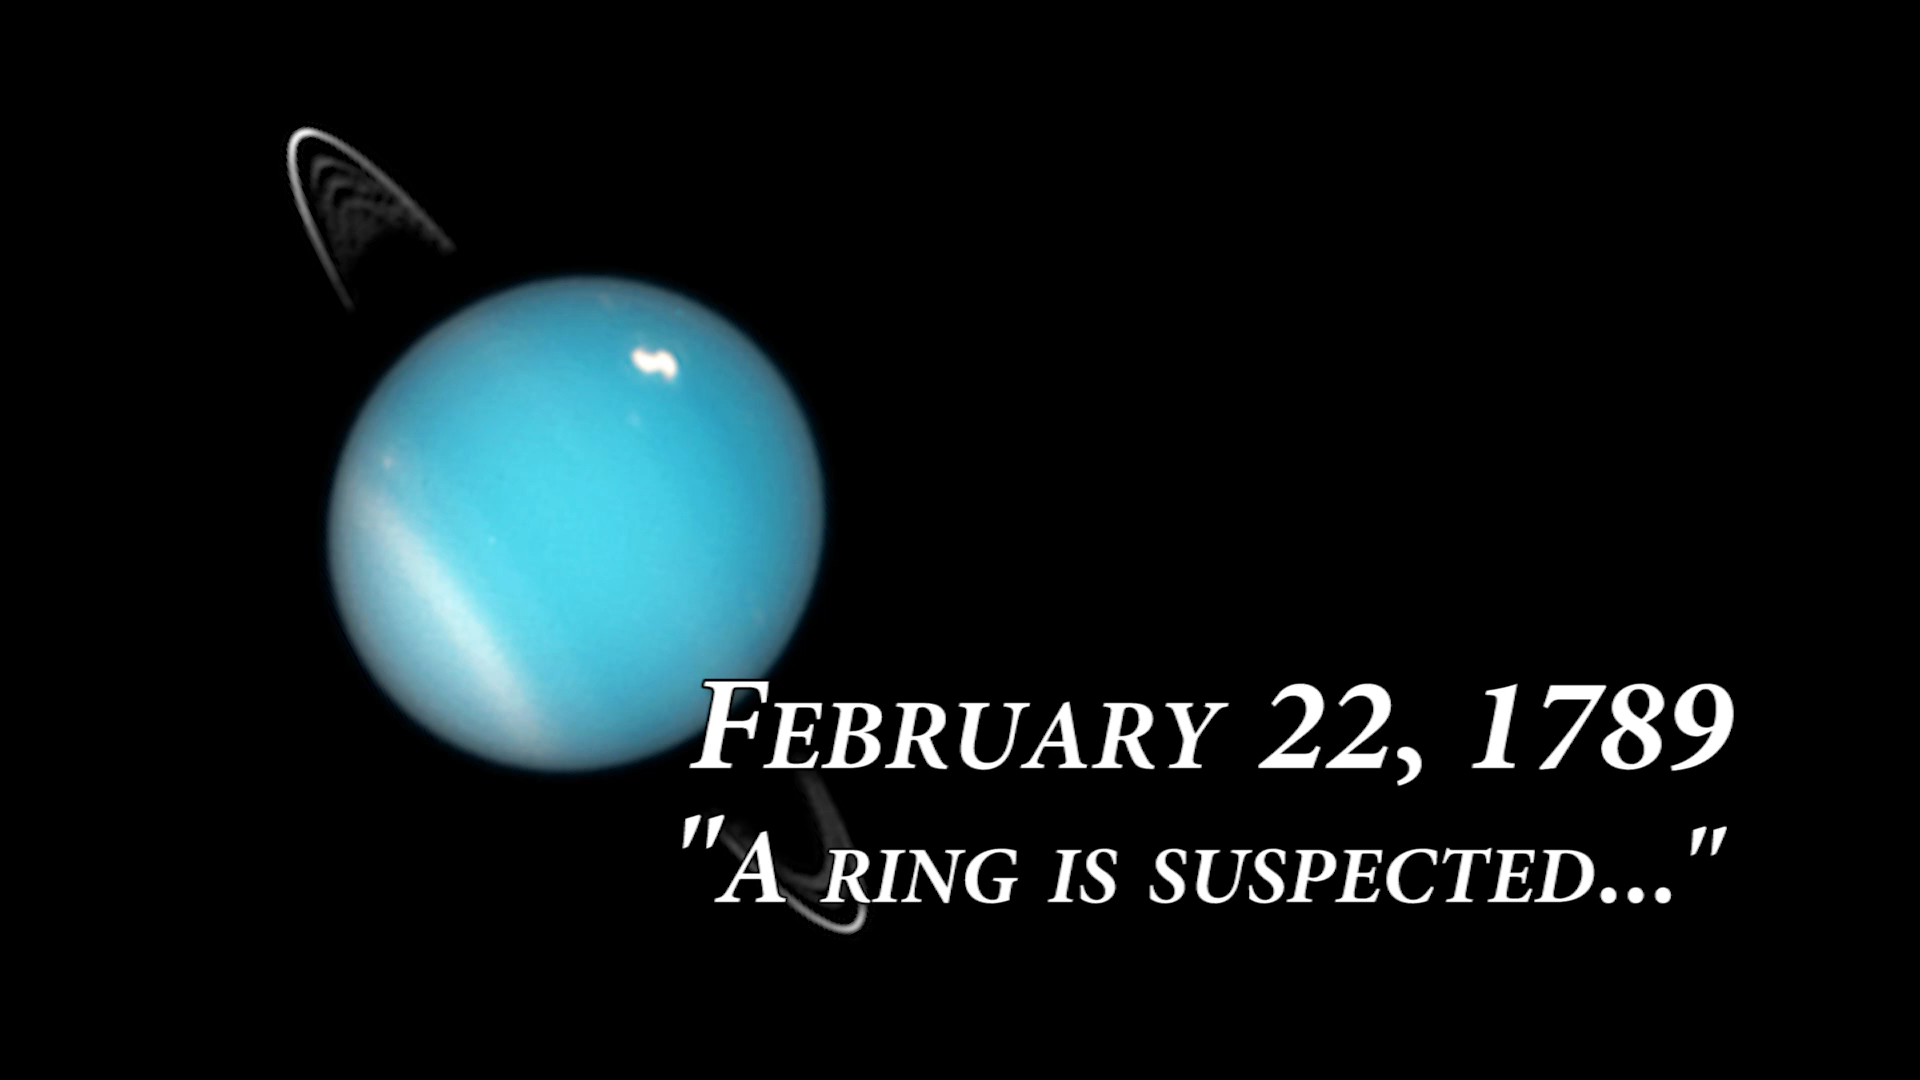 February 22, 1789
"A ring is suspected..."